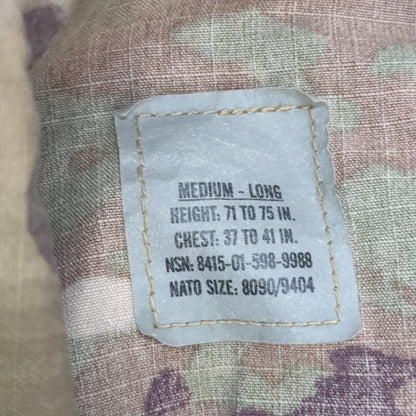 MEDIUM - LONG
HEIGHT: 71 TO 75 IN.
CHEST: 37 TO 41 IN.
NSN: 8415-01-598-9988
NATO SIZE: 8090/9404